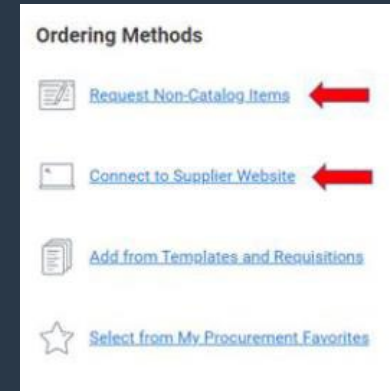 Ordering Methods
Request Non-Catalog Items
Connect to Supplier Website
Add from Templates and Requisitions
Select from My Procurement Favorites